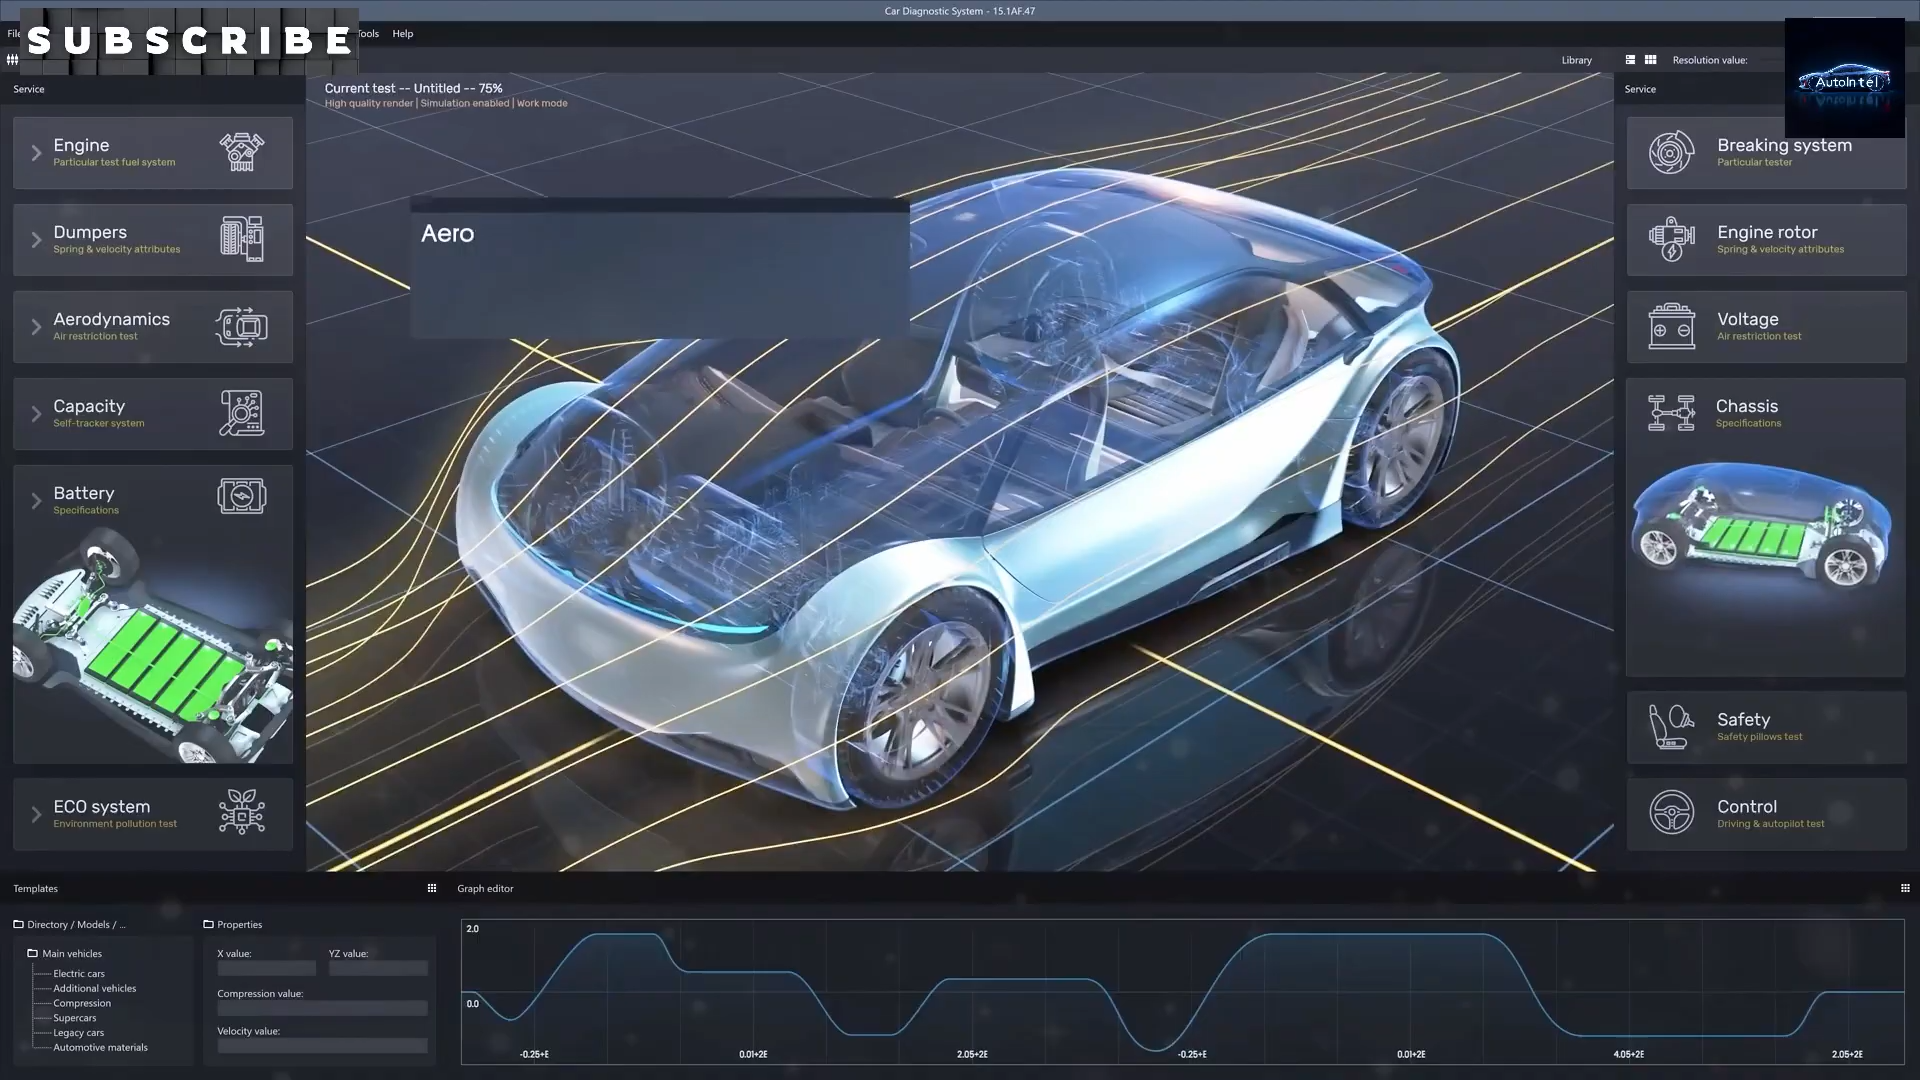 Car Diagnostic System - 15.1AF.47
SUBSCRIBE
File
Tools
Help
Library
Resolution value:
AutoIntel
Service
Engine
Particular test fuel system
Dumpers
Spring & velocity attributes
Aerodynamics
Air restriction test
Capacity
Self-tracker system
Battery
Specifications
ECO system
Environment pollution test
Current test -- Untitled -- 75%
High quality render | Simulation enabled | Work mode
Aero
Service
Breaking system
Particular tester
Engine rotor
Spring & velocity attributes
Voltage
Air restriction test
Chassis
Specifications
Safety
Safety pillows test
Control
Driving & autopilot test
Templates
Directory / Models / ...
Main vehicles
Electric cars
Additional vehicles
Compression
Supercars
Legacy cars
Automotive materials
Properties
X value:
YZ value:
Compression value:
Velocity value:
Graph editor
2.0
0.0
-0.25+E
0.01+2E
2.05+2E
-0.25+E
0.01+2E
4.05+2E
2.05+2E